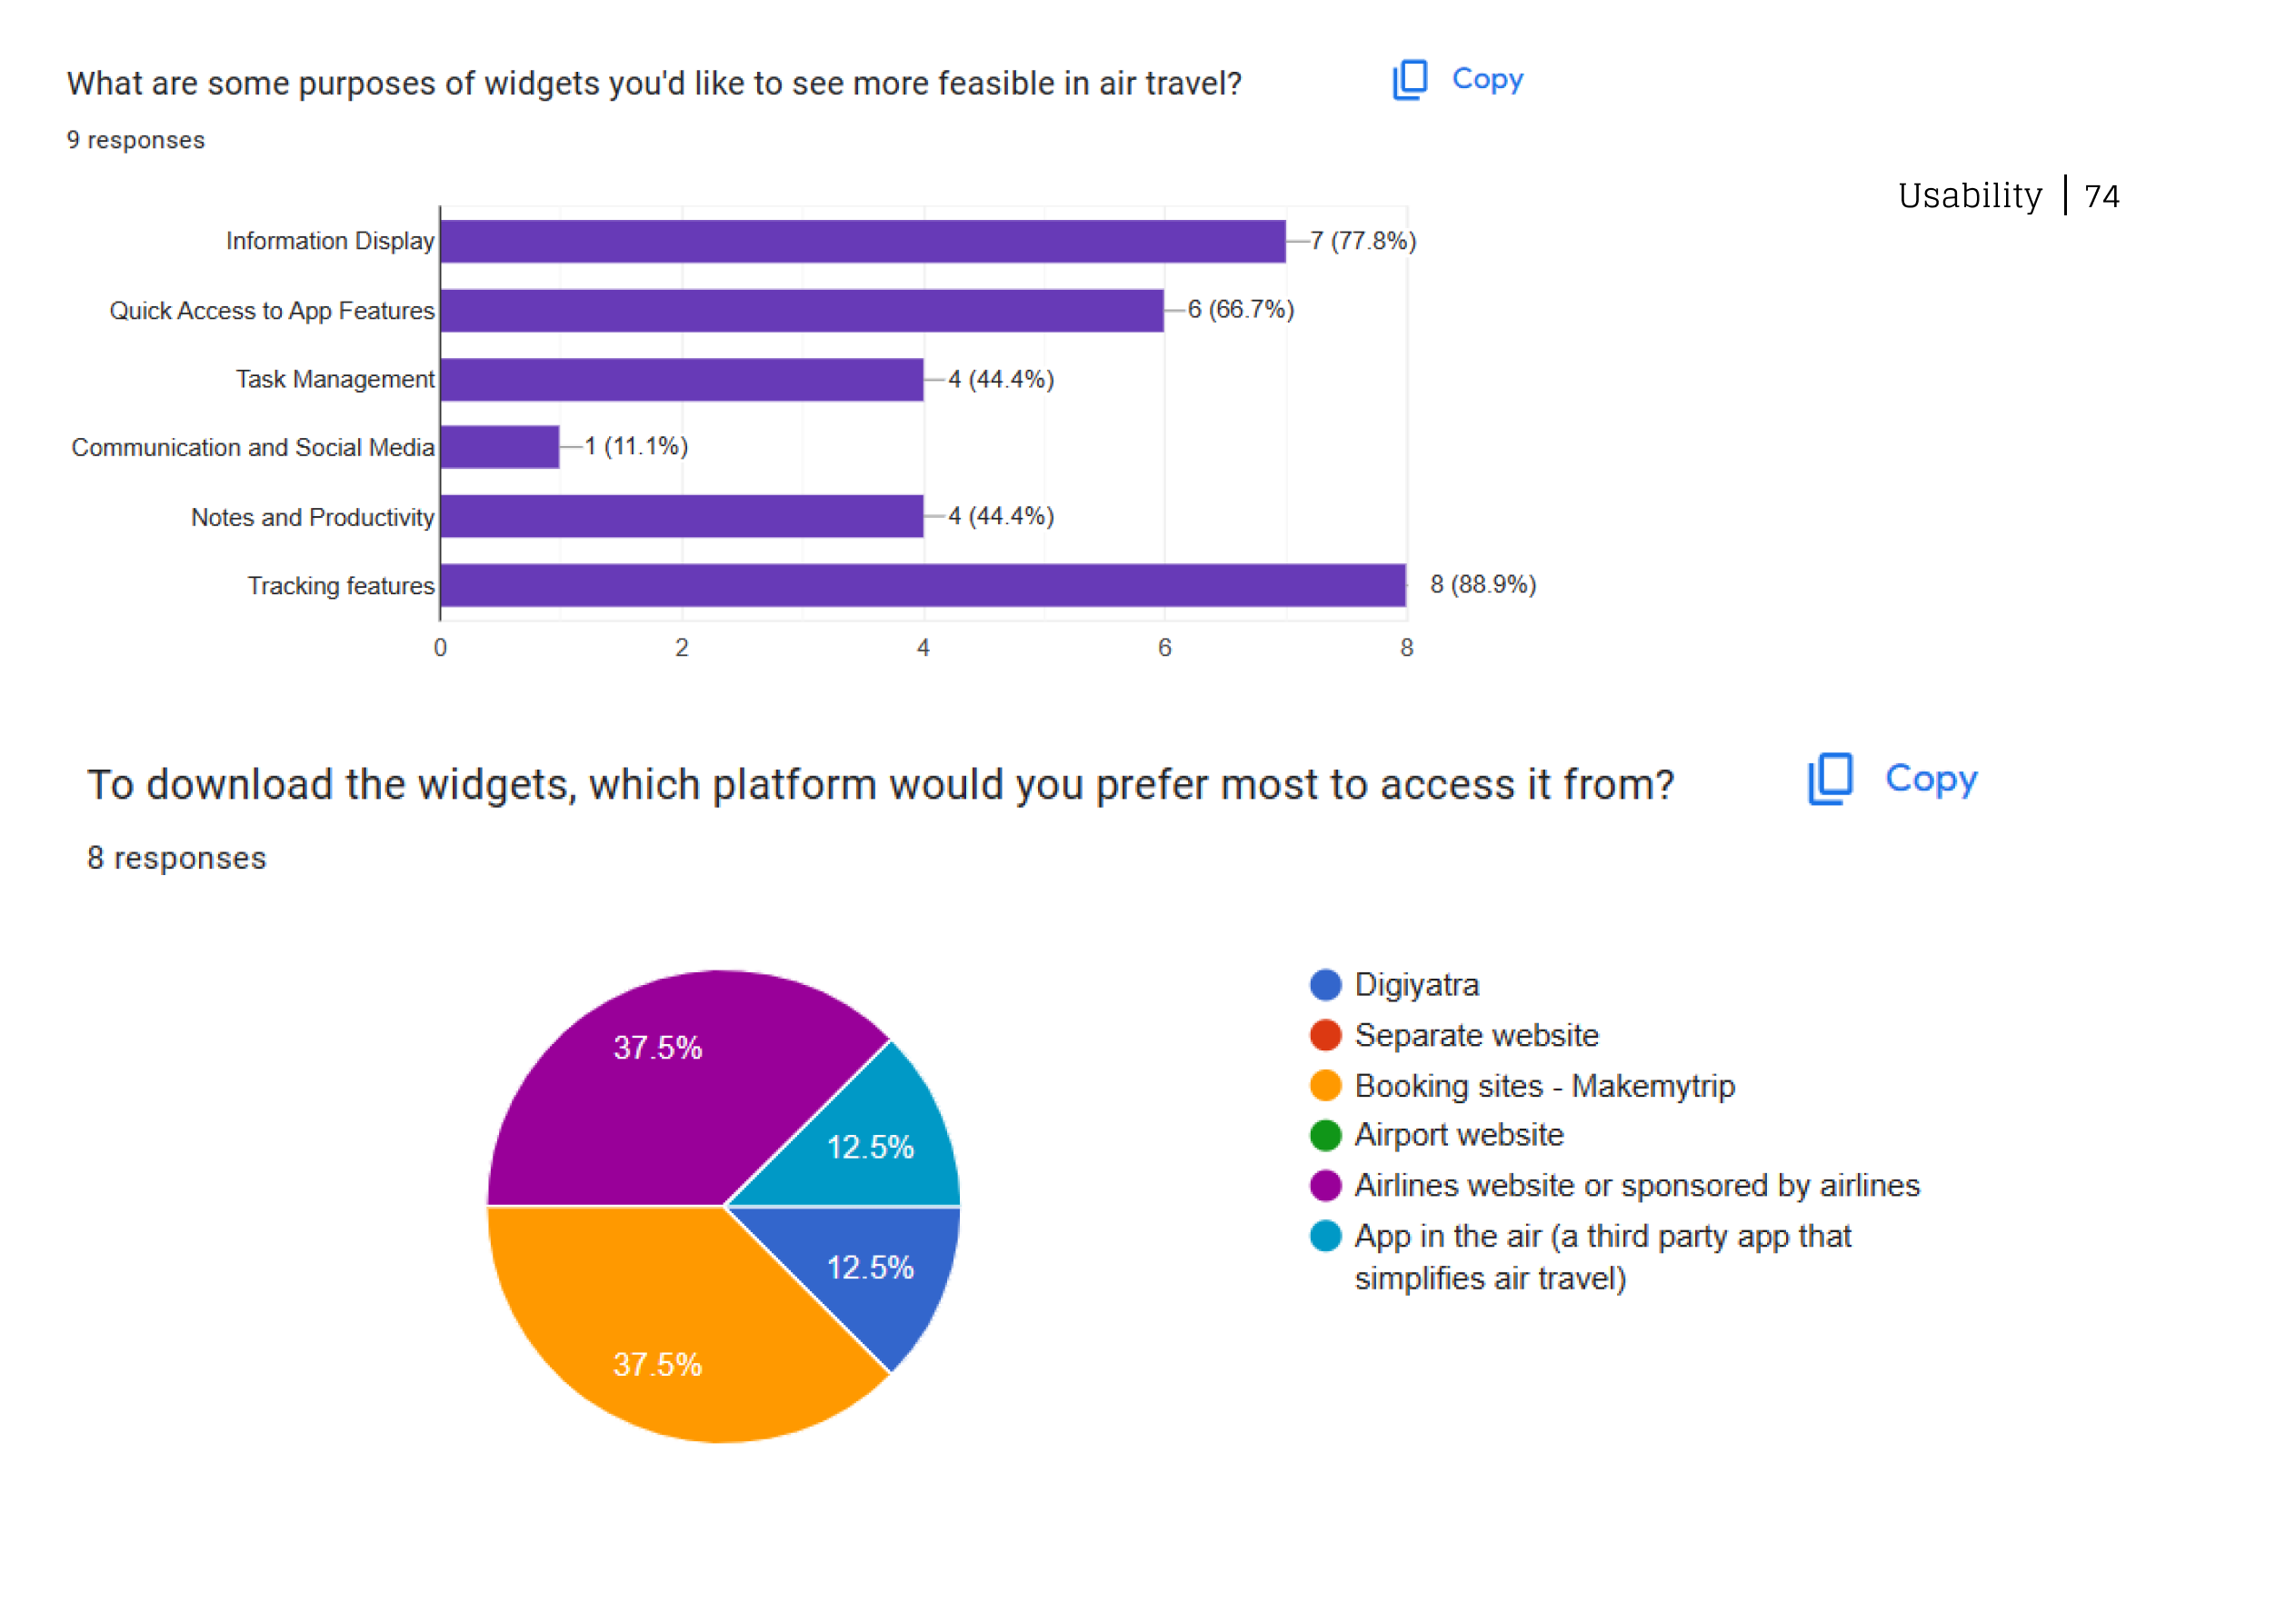 What are some purposes of widgets you'd like to see more feasible in air travel?
Copy
9 responses
Usability | 74
Information Display
7 (77.8%)
Quick Access to App Features
6 (66.7%)
Task Management
4 (44.4%)
Communication and Social Media
1 (11.1%)
Notes and Productivity
4 (44.4%)
Tracking features
8 (88.9%)
0 2 4 6 8
To download the widgets, which platform would you prefer most to access it from?
Copy
8 responses
37.5%
12.5%
12.5%
37.5%
Digiyatra
Separate website
Booking sites - Makemytrip
Airport website
Airlines website or sponsored by airlines
App in the air (a third party app that
simplifies air travel)